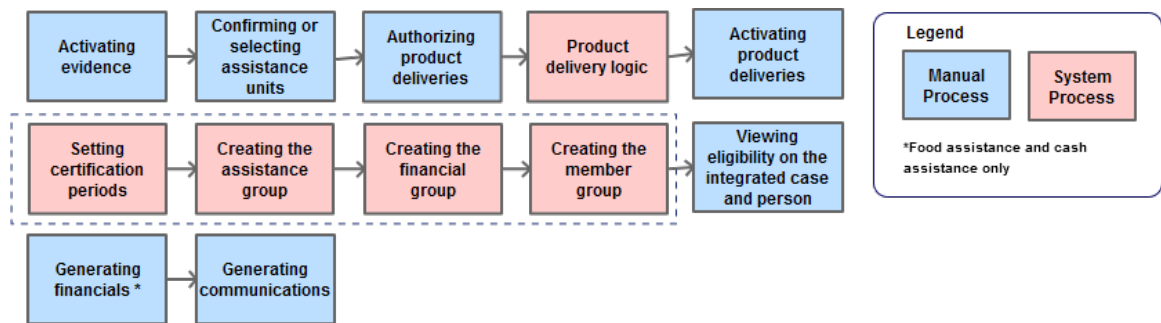 Activating
evidence
Confirming or
selecting
assistance
units
Authorizing
product
deliveries
Product
delivery logic
Activating
product
deliveries
Setting
certification
periods
Creating the
assistance
group
Creating the
financial
group
Creating the
member
group
Viewing
eligibility on the
integrated case
and person
Generating
financials *
Generating
communications
Legend
Manual
Process
System
Process
*Food assistance and cash
assistance only